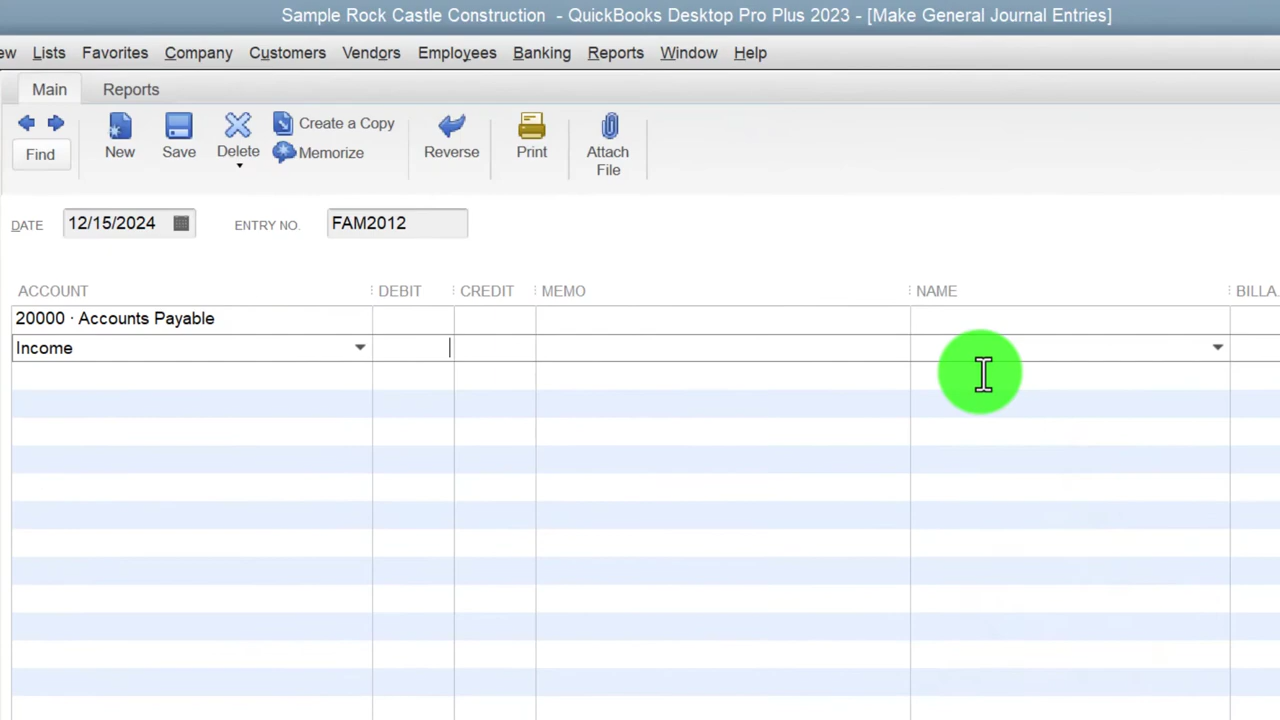 Sample Rock Castle Construction - QuickBooks Desktop Pro Plus 2023 - [Make General Journal Entries]
ew Lists Favorites Company Customers Vendors Employees Banking Reports Window Help
Main Reports
New Save Delete Create a Copy Memorize Reverse Print Attach File
Find
DATE 12/15/2024 ENTRY NO. FAM2012
ACCOUNT DEBIT CREDIT MEMO NAME BILLA.
20000 · Accounts Payable
Income